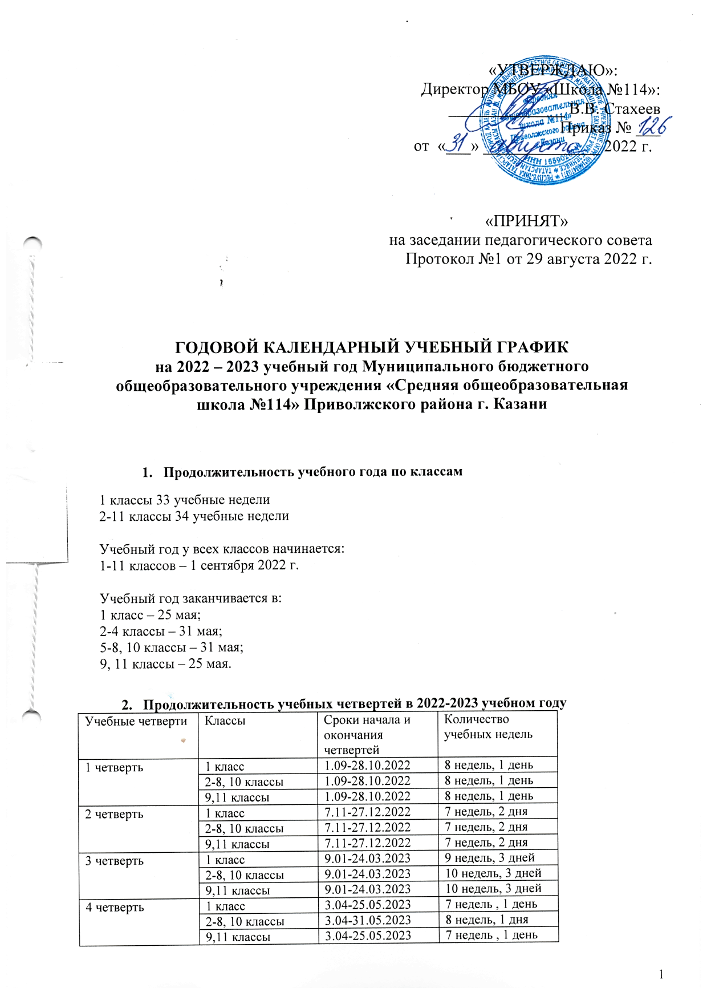 «УТВЕРЖДАЮ»:
Директор МБОУ «Школа №114»:
______________ В.В. Стахеев
Приказ № 126
от «31» августа 2022 г.
«Средняя
общеобразовательная
школа №114»
Приволжского района
г. Казани
«ПРИНЯТ»
на заседании педагогического совета
Протокол №1 от 29 августа 2022 г.
ГОДОВОЙ КАЛЕНДАРНЫЙ УЧЕБНЫЙ ГРАФИК
на 2022 – 2023 учебный год Муниципального бюджетного
общеобразовательного учреждения «Средняя общеобразовательная
школа №114» Приволжского района г. Казани
1. Продолжительность учебного года по классам
1 классы 33 учебные недели
2-11 классы 34 учебные недели
Учебный год у всех классов начинается:
1-11 классов – 1 сентября 2022 г.
Учебный год заканчивается в:
1 класс – 25 мая;
2-4 классы – 31 мая;
5-8, 10 классы – 31 мая;
9, 11 классы – 25 мая.
2. Продолжительность учебных четвертей в 2022-2023 учебном году
Учебные четверти Классы Сроки начала и окончания четвертей Количество учебных недель
1 четверть 1 класс 1.09-28.10.2022 8 недель, 1 день
2-8, 10 классы 1.09-28.10.2022 8 недель, 1 день
9,11 классы 1.09-28.10.2022 8 недель, 1 день
2 четверть 1 класс 7.11-27.12.2022 7 недель, 2 дня
2-8, 10 классы 7.11-27.12.2022 7 недель, 2 дня
9,11 классы 7.11-27.12.2022 7 недель, 2 дня
3 четверть 1 класс 9.01-24.03.2023 9 недель, 3 дней
2-8, 10 классы 9.01-24.03.2023 10 недель, 3 дней
9,11 классы 9.01-24.03.2023 10 недель, 3 дней
4 четверть 1 класс 3.04-25.05.2023 7 недель , 1 день
2-8, 10 классы 3.04-31.05.2023 8 недель, 1 дня
9,11 классы 3.04-25.05.2023 7 недель , 1 день
1